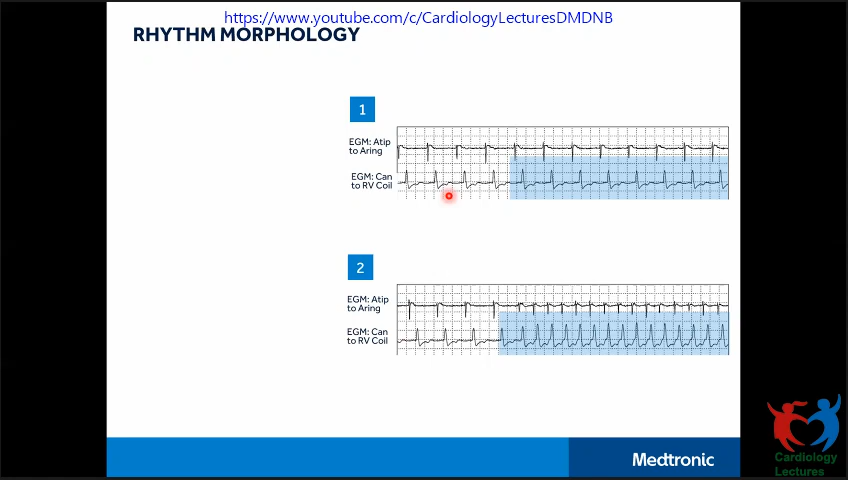 https://www.youtube.com/c/CardiologyLecturesDMDNB
RHYTHM MORPHOLOGY
1
EGM: Atip
to Aring
EGM: Can
to RV Coil
2
EGM: Atip
to Aring
EGM: Can
to RV Coil
Medtronic
Cardiology
Lectures